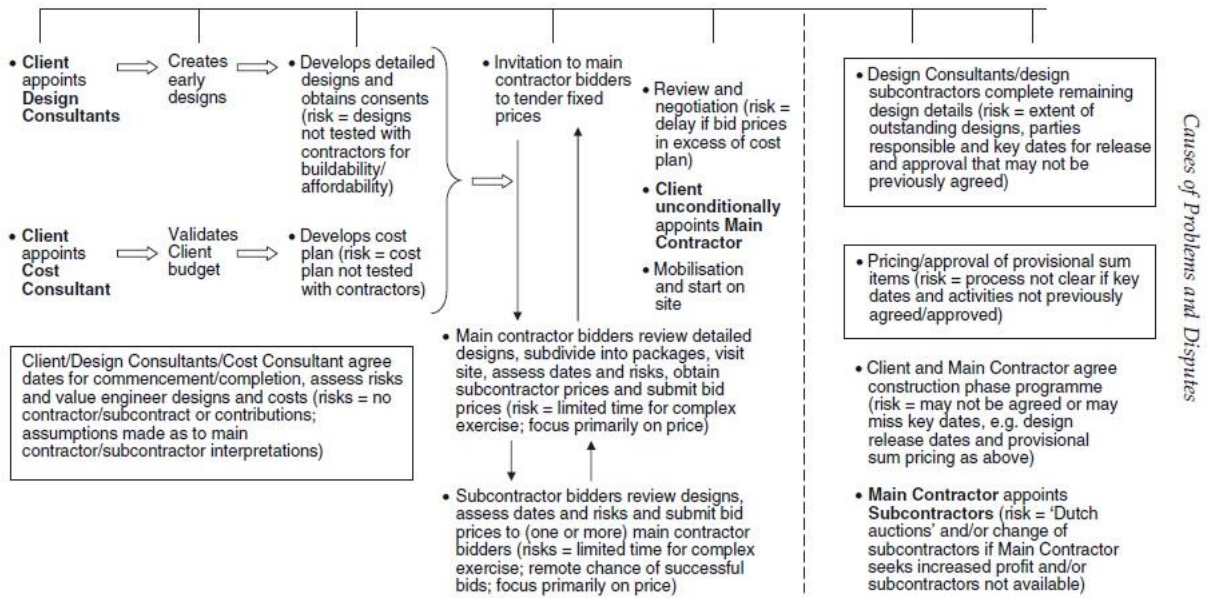 • Client
appoints
Design
Consultants
Creates
early
designs
• Develops detailed
designs and
obtains consents
(risk = designs
not tested with
contractors for
buildability/
affordability)
• Client
appoints
Cost
Consultant
Validates
Client
budget
• Develops cost
plan (risk = cost
plan not tested
with contractors)
Client/Design Consultants/Cost Consultant agree
dates for commencement/completion, assess risks
and value engineer designs and costs (risks = no
contractor/subcontract or contributions;
assumptions made as to main
contractor/subcontractor interpretations)
• Invitation to main
contractor bidders
to tender fixed
prices
• Main contractor bidders review detailed
designs, subdivide into packages, visit
site, assess dates and risks, obtain
subcontractor prices and submit bid
prices (risk = limited time for complex
exercise; focus primarily on price)
• Subcontractor bidders review designs,
assess dates and risks and submit bid
prices to (one or more) main contractor
bidders (risks = limited time for complex
exercise; remote chance of successful
bids; focus primarily on price)
• Review and
negotiation (risk =
delay if bid prices
in excess of cost
plan)
• Client
unconditionally
appoints Main
Contractor
• Mobilisation
and start on
site
• Design Consultants/design
subcontractors complete remaining
design details (risk = extent of
outstanding designs, parties
responsible and key dates for release
and approval that may not be
previously agreed)
• Pricing/approval of provisional sum
items (risk = process not clear if key
dates and activities not previously
agreed/approved)
• Client and Main Contractor agree
construction phase programme
(risk = may not be agreed or may
miss key dates, e.g. design
release dates and provisional
sum pricing as above)
• Main Contractor appoints
Subcontractors (risk = ‘Dutch
auctions’ and/or change of
subcontractors if Main Contractor
seeks increased profit and/or
subcontractors not available)
Causes of Problems and Disputes